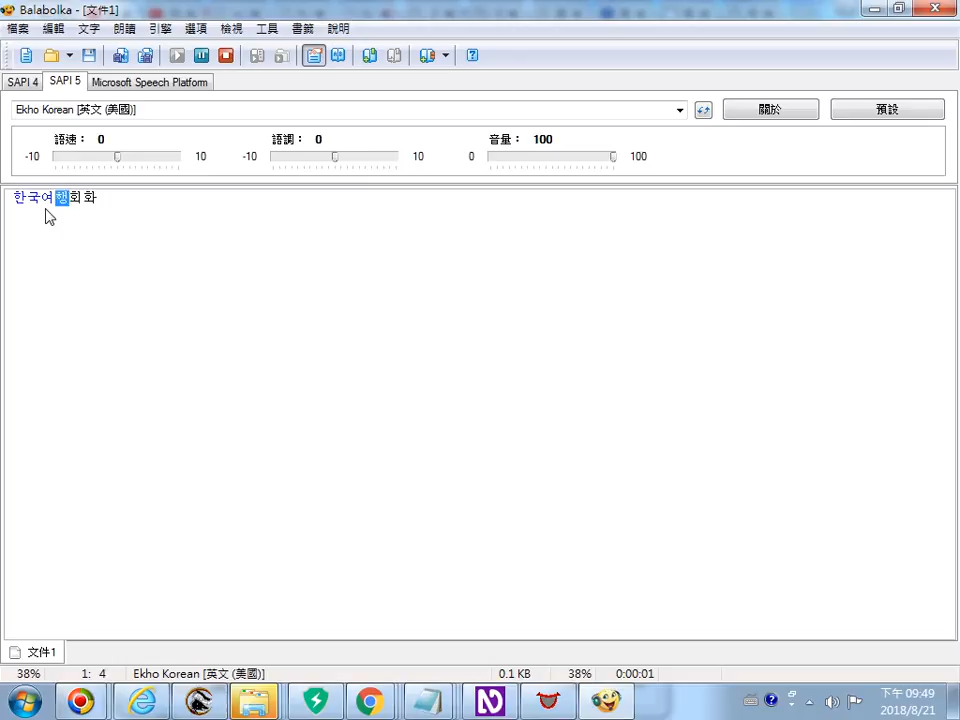 Balabolka - [文件1]
檔案 編輯 文字 朗讀 引擎 選項 檢視 工具 書籤 說明
SAPI 4 SAPI 5 Microsoft Speech Platform
Ekho Korean [英文 (美國)] 關於 預設
語速： 0 語調： 0 音量： 100
-10 10 -10 10 0 100
한국여행회화
文件1
38% 1: 4 Ekho Korean [英文 (美國)] 0.1 KB 38% 0:00:01
下午 09:49
2018/8/21